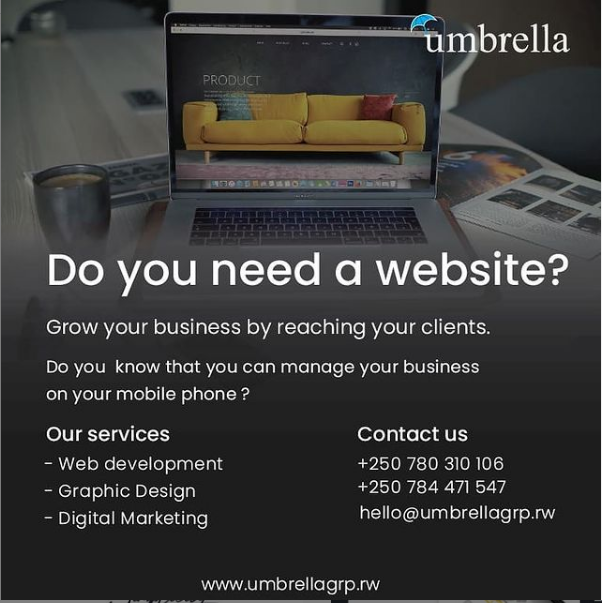 umbrella
PRODUCT
Do you need a website?
Grow your business by reaching your clients.
Do you know that you can manage your business
on your mobile phone ?
Our services
- Web development
- Graphic Design
- Digital Marketing
Contact us
+250 780 310 106
+250 784 471 547
hello@umbrellagrp.rw
www.umbrellagrp.rw